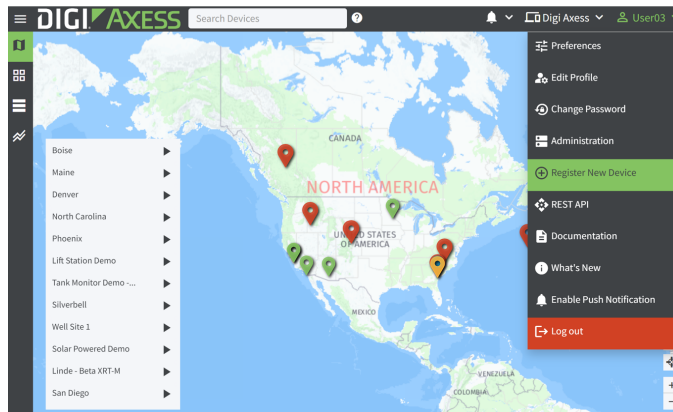 DIGI AXESS
Search Devices
?
Digi Axess
User03
Preferences
Edit Profile
Change Password
Administration
Register New Device
REST API
Documentation
What's New
Enable Push Notification
Log out
Boise
Maine
Denver
North Carolina
Phoenix
Lift Station Demo
Tank Monitor Demo -...
Silverbell
Well Site 1
Solar Powered Demo
Linde - Beta XRT-M
San Diego
CANADA
NORTH AMERICA
UNITED STATES
OF AMERICA
MEXICO
VENEZUELA
COLOMBIA
+
−